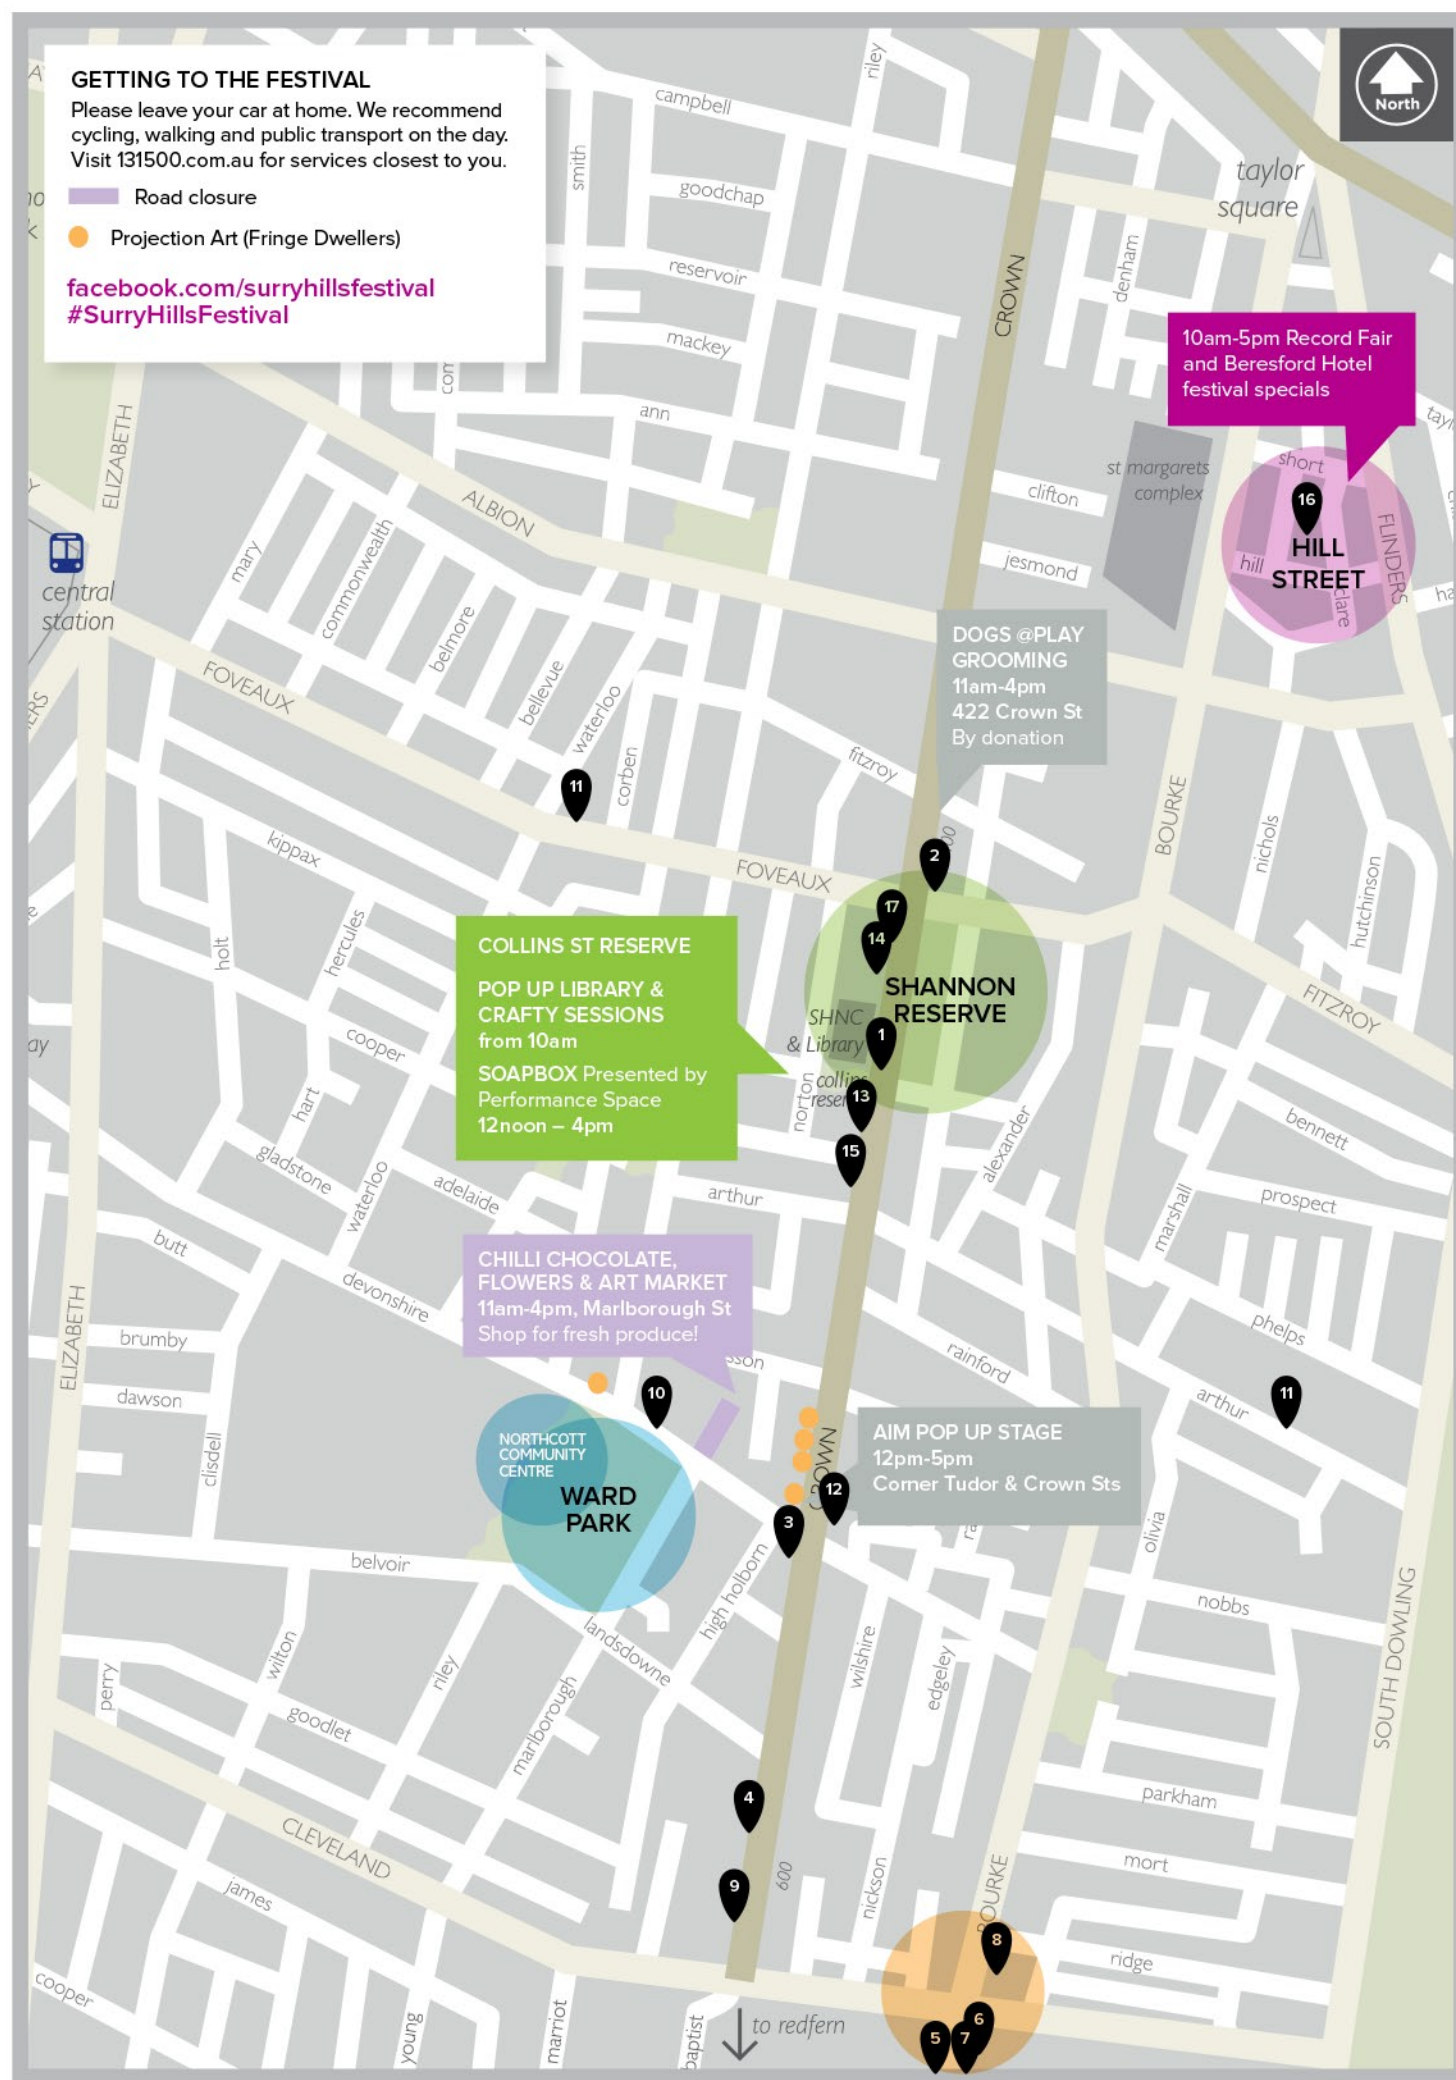 GETTING TO THE FESTIVAL
Please leave your car at home. We recommend
cycling, walking and public transport on the day.
Visit 131500.com.au for services closest to you.
Road closure
Projection Art (Fringe Dwellers)
facebook.com/surryhillsfestival
#SurryHillsFestival
North
riley
campbell
smith
goodchap
reservoir
mackey
ann
taylor
square
denham
CROWN
10am-5pm Record Fair
and Beresford Hotel
festival specials
ELIZABETH
ALBION
clifton
st margarets
complex
short
16
HILL
STREET
hill
clare
FLINDERS
jesmond
central
station
mary
commonwealth
belmore
bellevue
waterloo
corben
FOVEAUX
DOGS @PLAY
GROOMING
11am-4pm
422 Crown St
By donation
fitzroy
11
BOURKE
nichols
hutchinson
kippax
FOVEAUX
2
17
14
holt
hercules
COLLINS ST RESERVE
POP UP LIBRARY &
CRAFTY SESSIONS
from 10am
SOAPBOX Presented by
Performance Space
12noon – 4pm
SHANNON
RESERVE
SHNC
& Library
1
FITZROY
cooper
norton
13
15
hart
gladstone
waterloo
adelaide
arthur
alexander
bennett
prospect
marshall
butt
devonshire
CHILLI CHOCOLATE,
FLOWERS & ART MARKET
11am-4pm, Marlborough St
Shop for fresh produce!
ELIZABETH
brumby
dawson
clisdell
rainford
phelps
arthur
11
10
NORTHCOTT
COMMUNITY
CENTRE
WARD
PARK
CROWN
12
3
AIM POP UP STAGE
12pm-5pm
Corner Tudor & Crown Sts
olivia
belvoir
high holborn
nobbs
landsdowne
wilton
riley
perry
marlborough
goodlet
wilshire
edgeley
SOUTH DOWLING
4
parkham
CLEVELAND
9
600
nickson
mort
james
BOURKE
8
ridge
cooper
young
marriot
baptist
to redfern
5
7
6